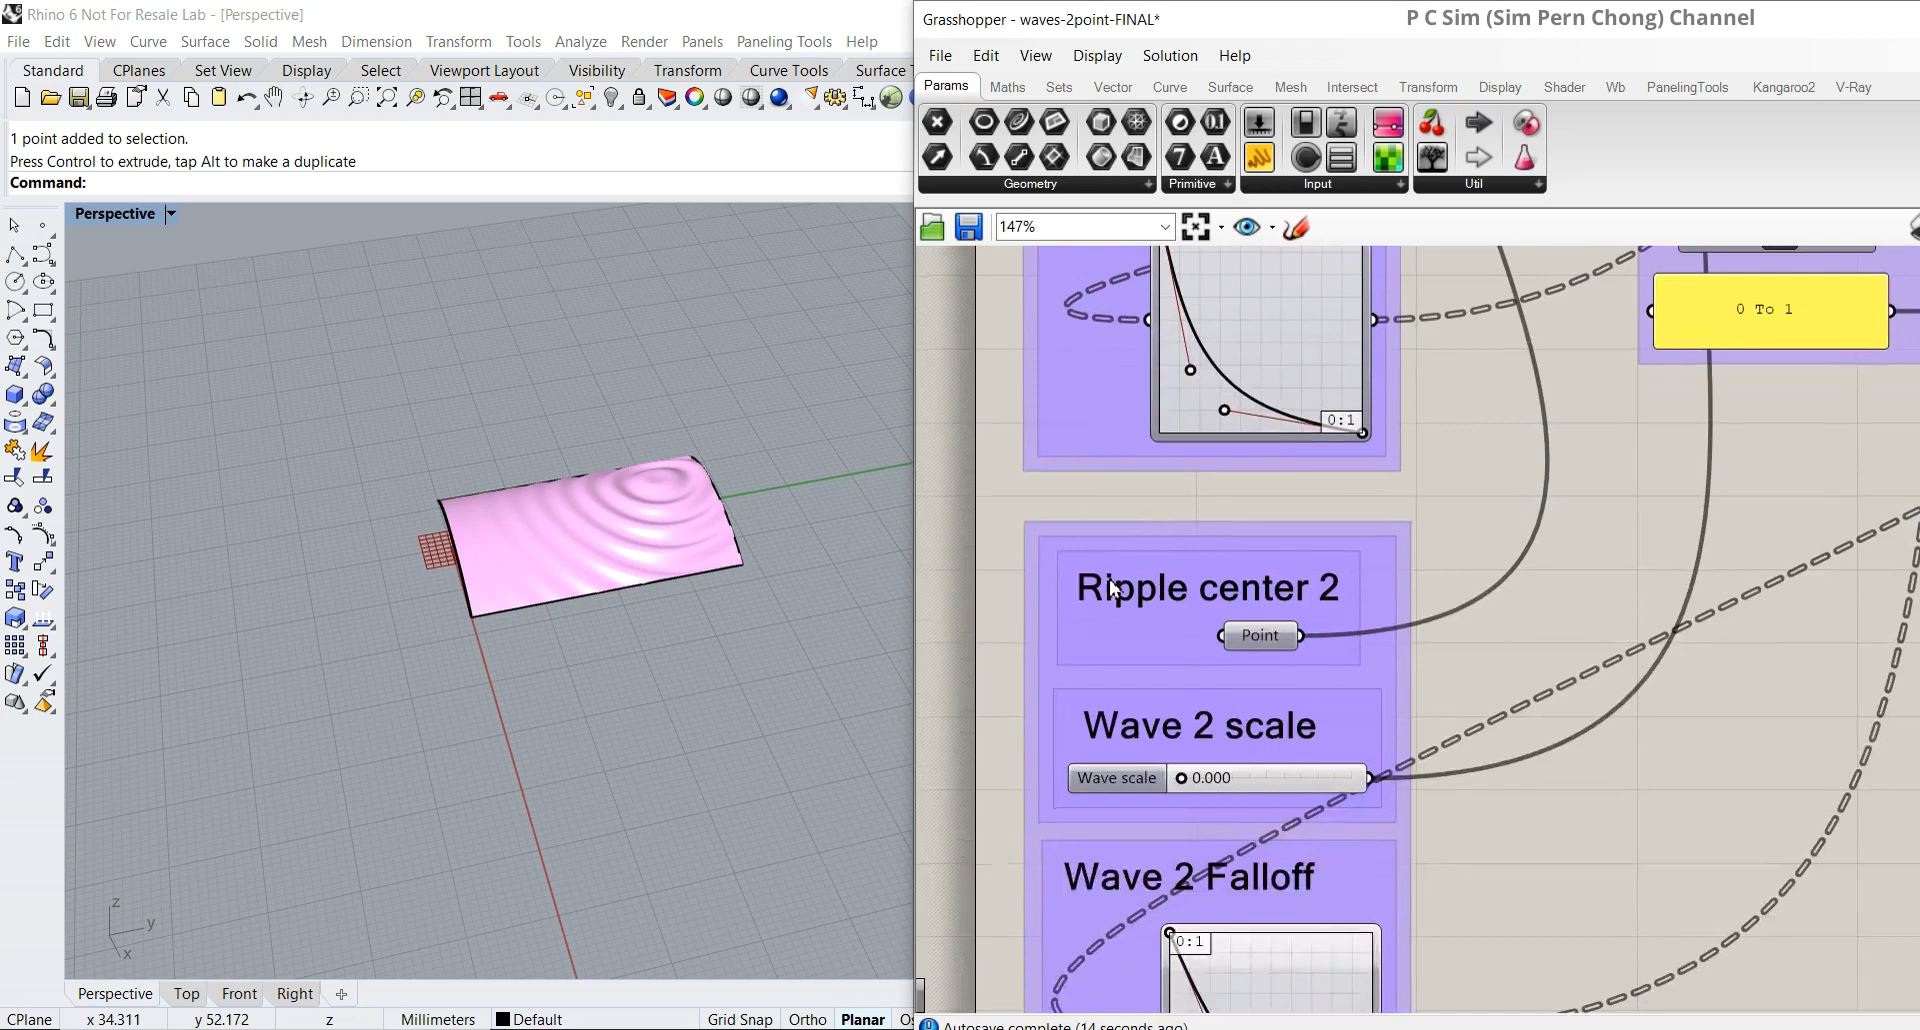 Rhino 6 Not For Resale Lab - [Perspective]
File Edit View Curve Surface Solid Mesh Dimension Transform Tools Analyze Render Panels Paneling Tools Help
Standard CPlanes Set View Display Select Viewport Layout Visibility Transform Curve Tools Surface
1 point added to selection.
Press Control to extrude, tap Alt to make a duplicate
Command:
Perspective
z
y
x
Perspective Top Front Right
CPlane x 34.311 y 52.172 z Millimeters Default Grid Snap Ortho Planar
Grasshopper - waves-2point-FINAL*
P C Sim (Sim Pern Chong) Channel
File Edit View Display Solution Help
Params Maths Sets Vector Curve Surface Mesh Intersect Transform Display Shader Wb PanelingTools Kangaroo2 V-Ray
Geometry Primitive Input Util
147%
0 To 1
0:1
Ripple center 2
Point
Wave 2 scale
Wave scale 0.000
Wave 2 Falloff
0:1
Autosave complete (14 seconds ago)